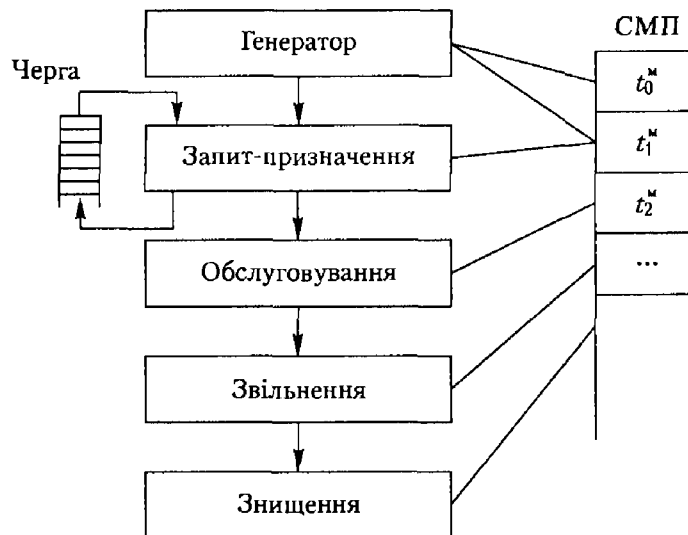 СМП
Генератор
Черга
t₀ᴹ
Запит-призначення
t₁ᴹ
t₂ᴹ
Обслуговування
...
Звільнення
Знищення